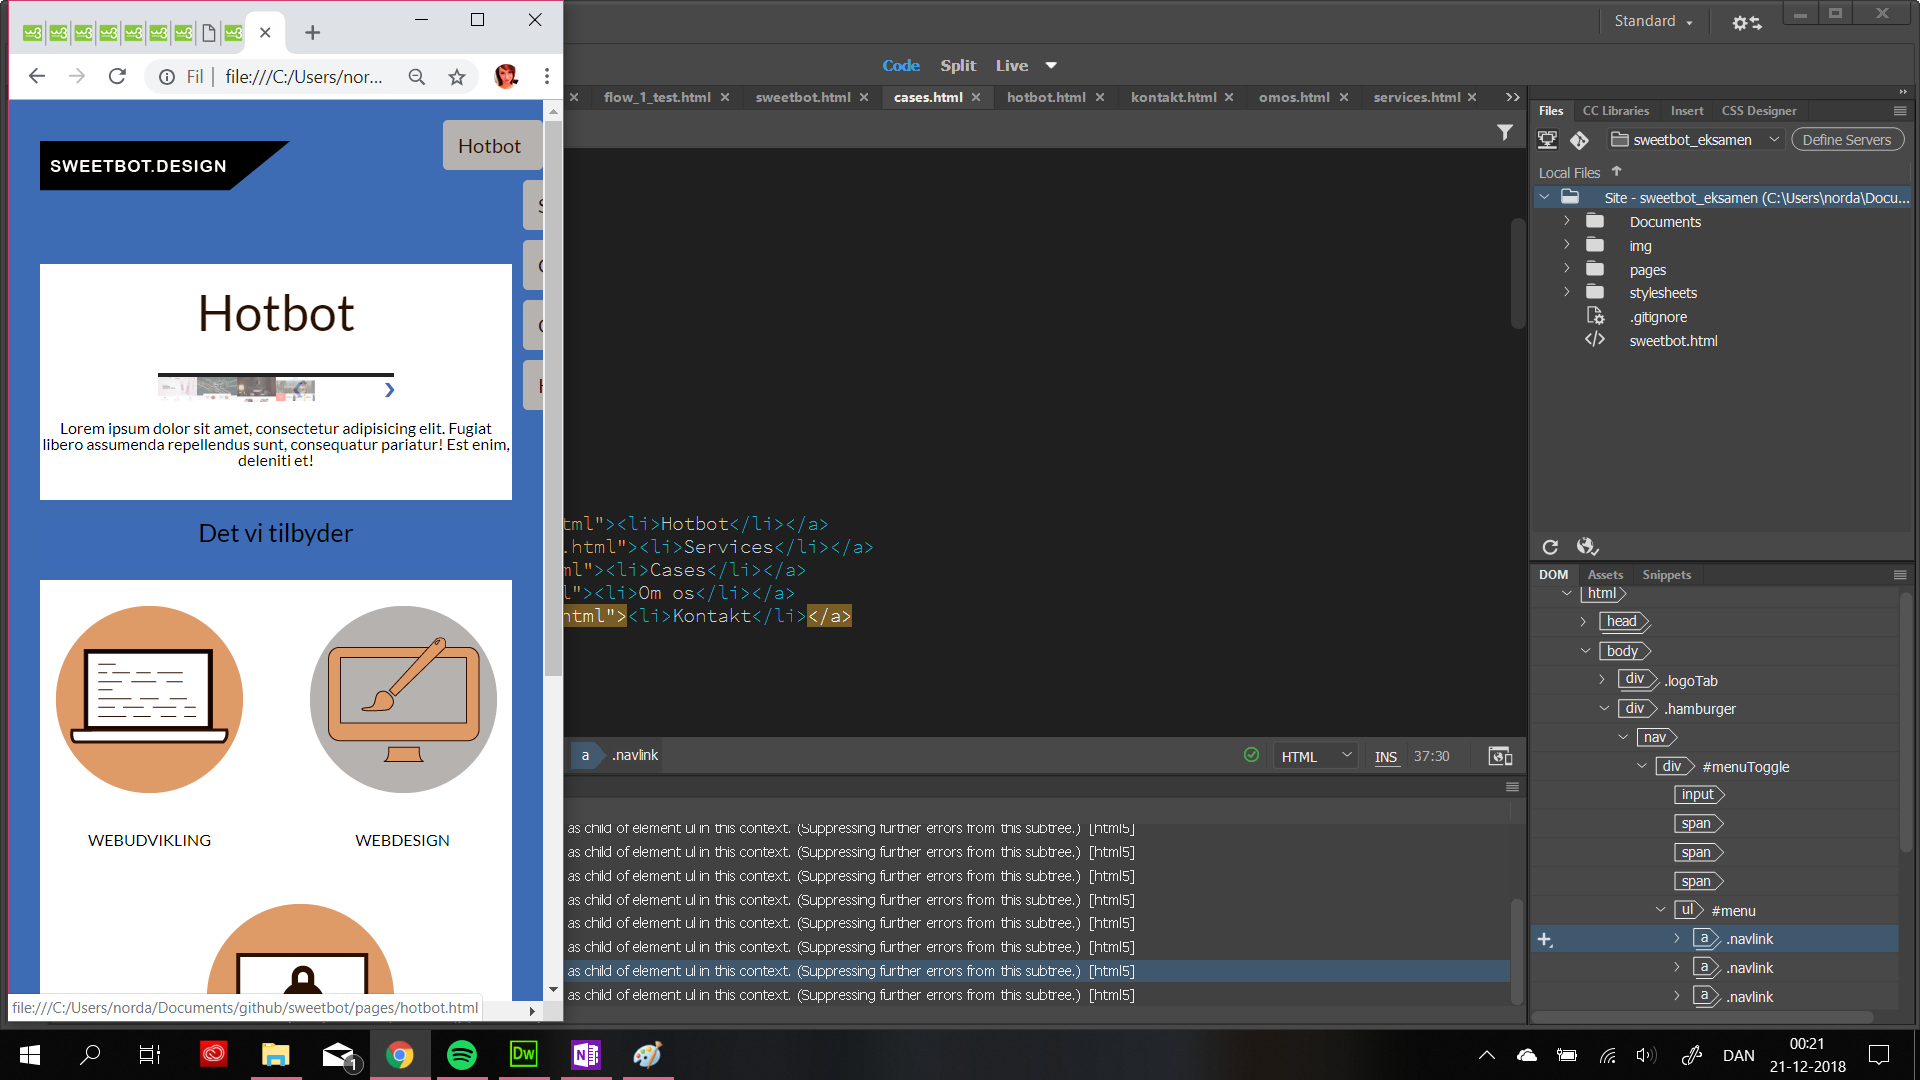 Fil
file:///C:/Users/nor...
SWEETBOT.DESIGN
Hotbot
S
Hotbot
Lorem ipsum dolor sit amet, consectetur adipisicing elit. Fugiat
libero assumenda repellendus sunt, consequatur pariatur! Est enim,
deleniti et!
Det vi tilbyder
WEBUDVIKLING
WEBDESIGN
file:///C:/Users/norda/Documents/github/sweetbot/pages/hotbot.html
Standard
Code
Split
Live
flow_1_test.html
sweetbot.html
cases.html
hotbot.html
kontakt.html
omos.html
services.html
tml"><li>Hotbot</li></a>
.html"><li>Services</li></a>
ml"><li>Cases</li></a>
l"><li>Om os</li></a>
html"><li>Kontakt</li></a>
a
.navlink
HTML
INS
37:30
as child of element ul in this context. (Suppressing further errors from this subtree.) [html5]
as child of element ul in this context. (Suppressing further errors from this subtree.) [html5]
as child of element ul in this context. (Suppressing further errors from this subtree.) [html5]
as child of element ul in this context. (Suppressing further errors from this subtree.) [html5]
as child of element ul in this context. (Suppressing further errors from this subtree.) [html5]
as child of element ul in this context. (Suppressing further errors from this subtree.) [html5]
as child of element ul in this context. (Suppressing further errors from this subtree.) [html5]
as child of element ul in this context. (Suppressing further errors from this subtree.) [html5]
Files
CC Libraries
Insert
CSS Designer
sweetbot_eksamen
Define Servers
Local Files
Site - sweetbot_eksamen (C:\Users\norda\Docu...
Documents
img
pages
stylesheets
.gitignore
sweetbot.html
DOM
Assets
Snippets
html
head
body
div .logoTab
div .hamburger
nav
div #menuToggle
input
span
span
span
ul #menu
a .navlink
a .navlink
a .navlink
1
Dw
N
DAN
00:21
21-12-2018